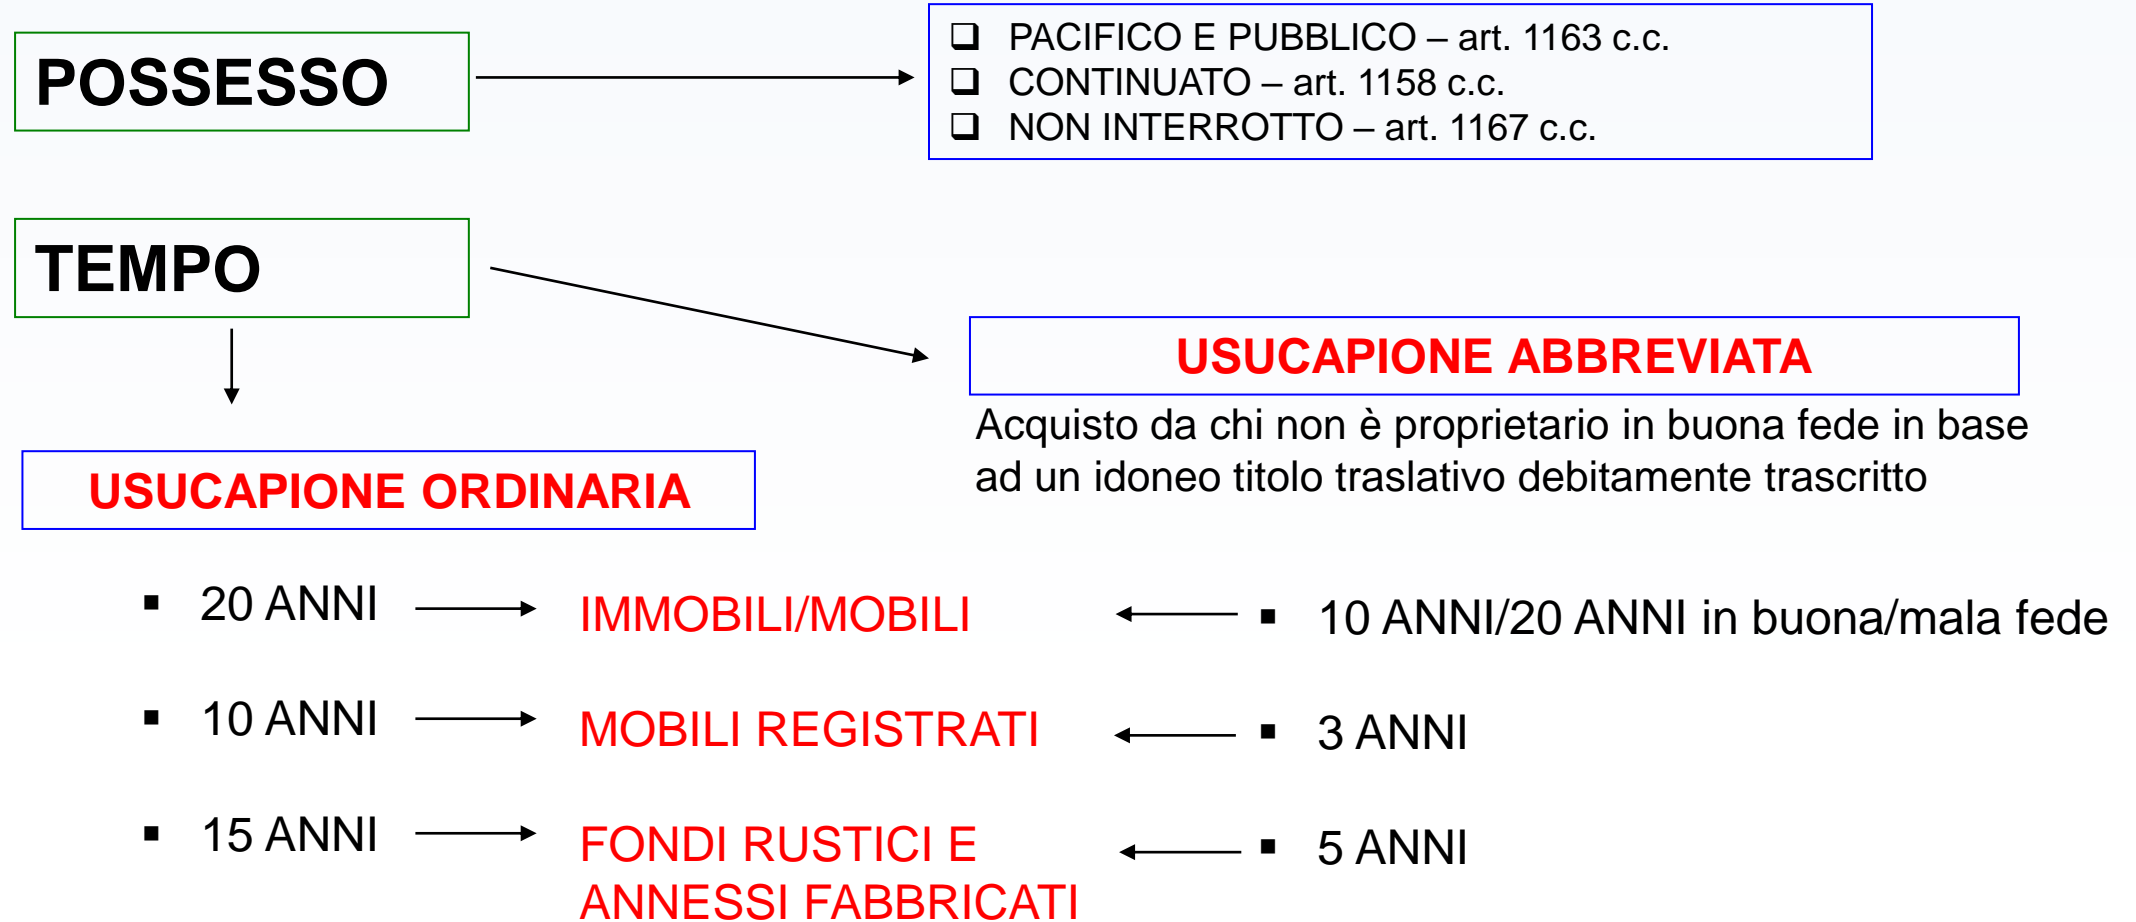 POSSESSO
PACIFICO E PUBBLICO – art. 1163 c.c.
CONTINUATO – art. 1158 c.c.
NON INTERROTTO – art. 1167 c.c.
TEMPO
USUCAPIONE ABBREVIATA
Acquisto da chi non è proprietario in buona fede in base
ad un idoneo titolo traslativo debitamente trascritto
USUCAPIONE ORDINARIA
20 ANNI
IMMOBILI/MOBILI
10 ANNI/20 ANNI in buona/mala fede
10 ANNI
MOBILI REGISTRATI
3 ANNI
15 ANNI
FONDI RUSTICI E
ANNESSI FABBRICATI
5 ANNI